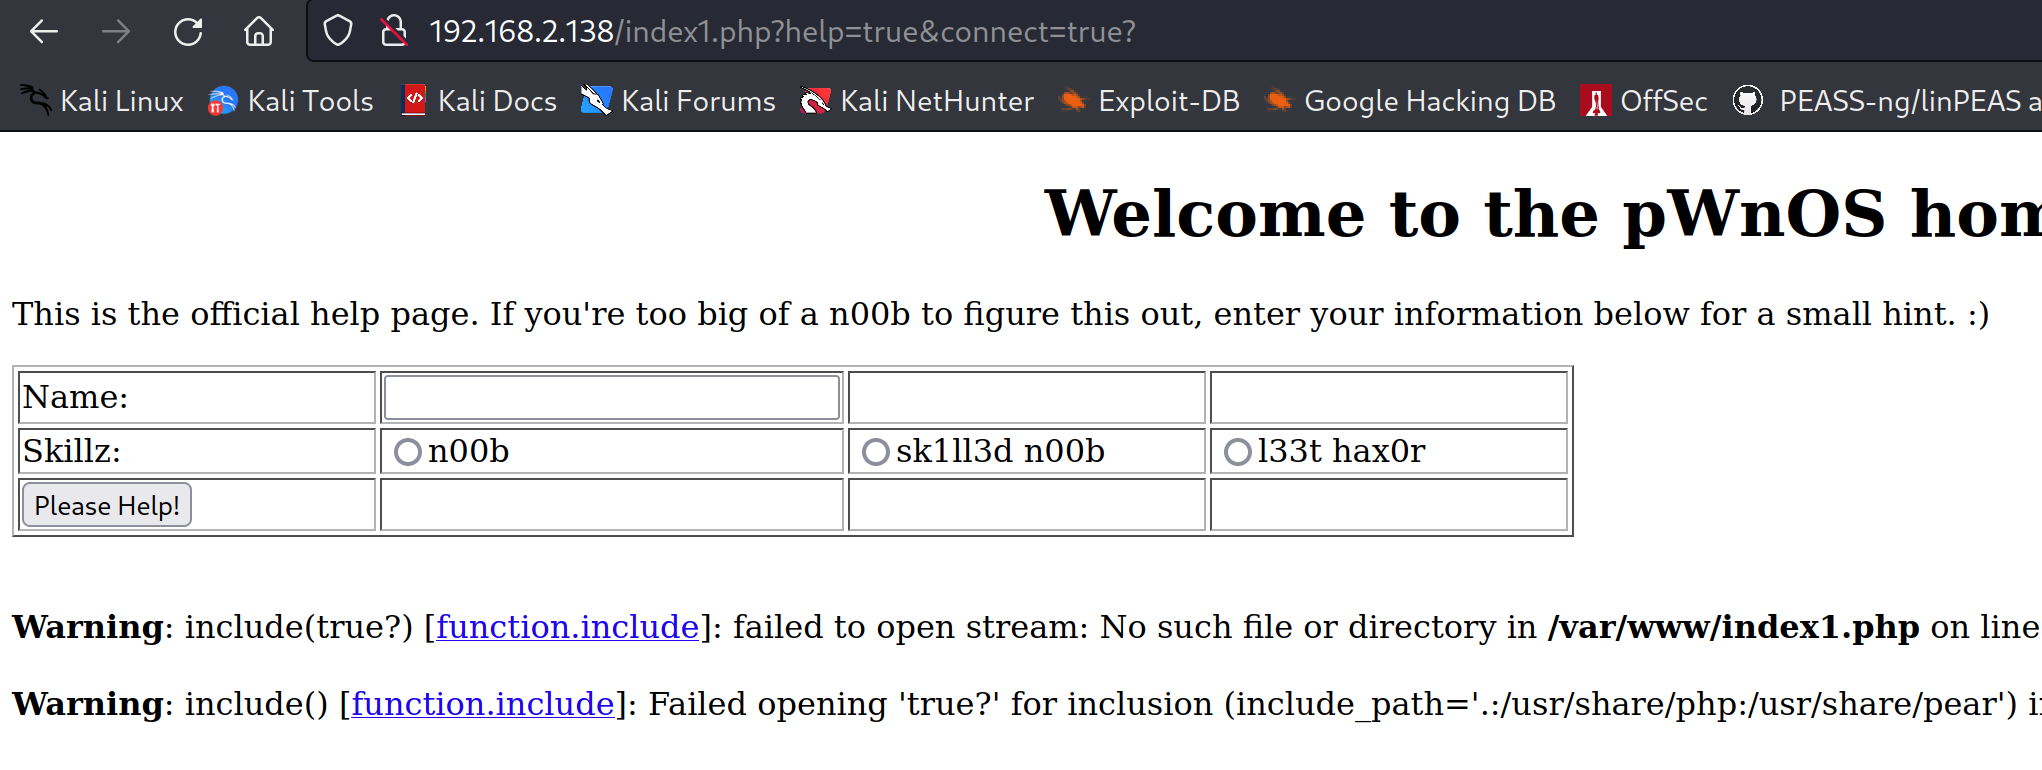 192.168.2.138/index1.php?help=true&connect=true?
Kali Linux Kali Tools Kali Docs Kali Forums Kali NetHunter Exploit-DB Google Hacking DB OffSec PEASS-ng/linPEAS a
Welcome to the pWnOS hom
This is the official help page. If you're too big of a n00b to figure this out, enter your information below for a small hint. :)
Name:
Skillz: n00b sk1ll3d n00b l33t hax0r
Please Help!
Warning: include(true?) [function.include]: failed to open stream: No such file or directory in /var/www/index1.php on line
Warning: include() [function.include]: Failed opening 'true?' for inclusion (include_path='.:/usr/share/php:/usr/share/pear') i